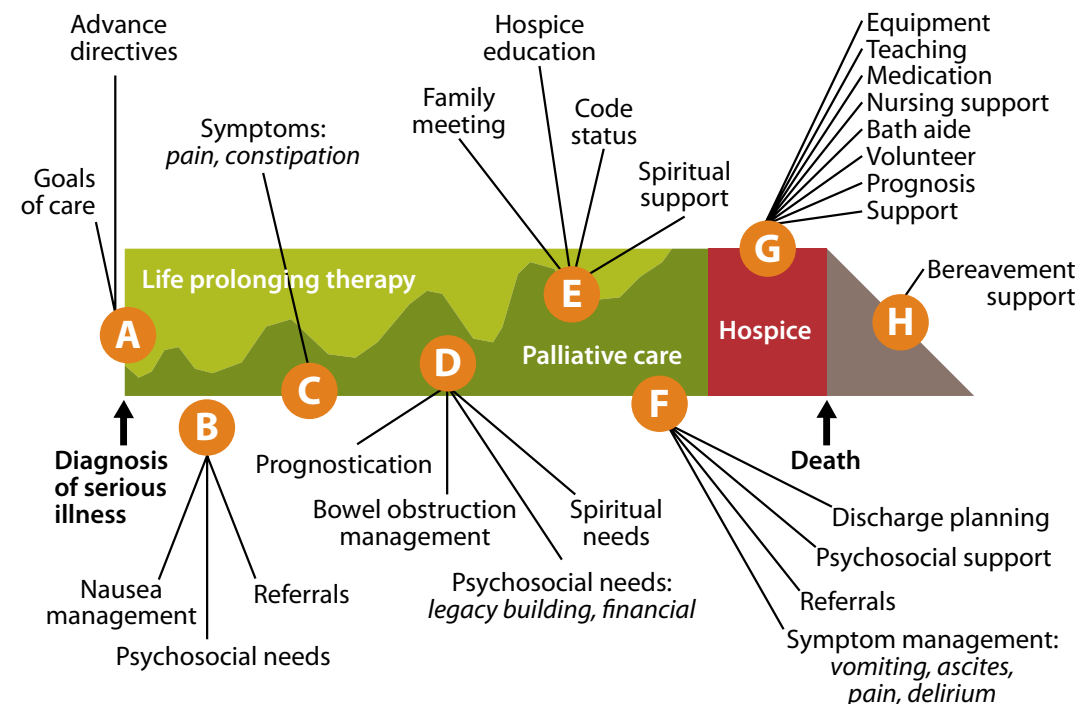 Advance
directives
Goals
of care
Symptoms:
pain, constipation
Family
meeting
Hospice
education
Code
status
Spiritual
support
Equipment
Teaching
Medication
Nursing support
Bath aide
Volunteer
Prognosis
Support
Bereavement
support
Life prolonging therapy
Palliative care
Hospice
A
B
C
D
E
F
G
H
Diagnosis
of serious
illness
Death
Nausea
management
Psychosocial needs
Referrals
Prognostication
Bowel obstruction
management
Psychosocial needs:
legacy building, financial
Spiritual
needs
Discharge planning
Psychosocial support
Referrals
Symptom management:
vomiting, ascites,
pain, delirium